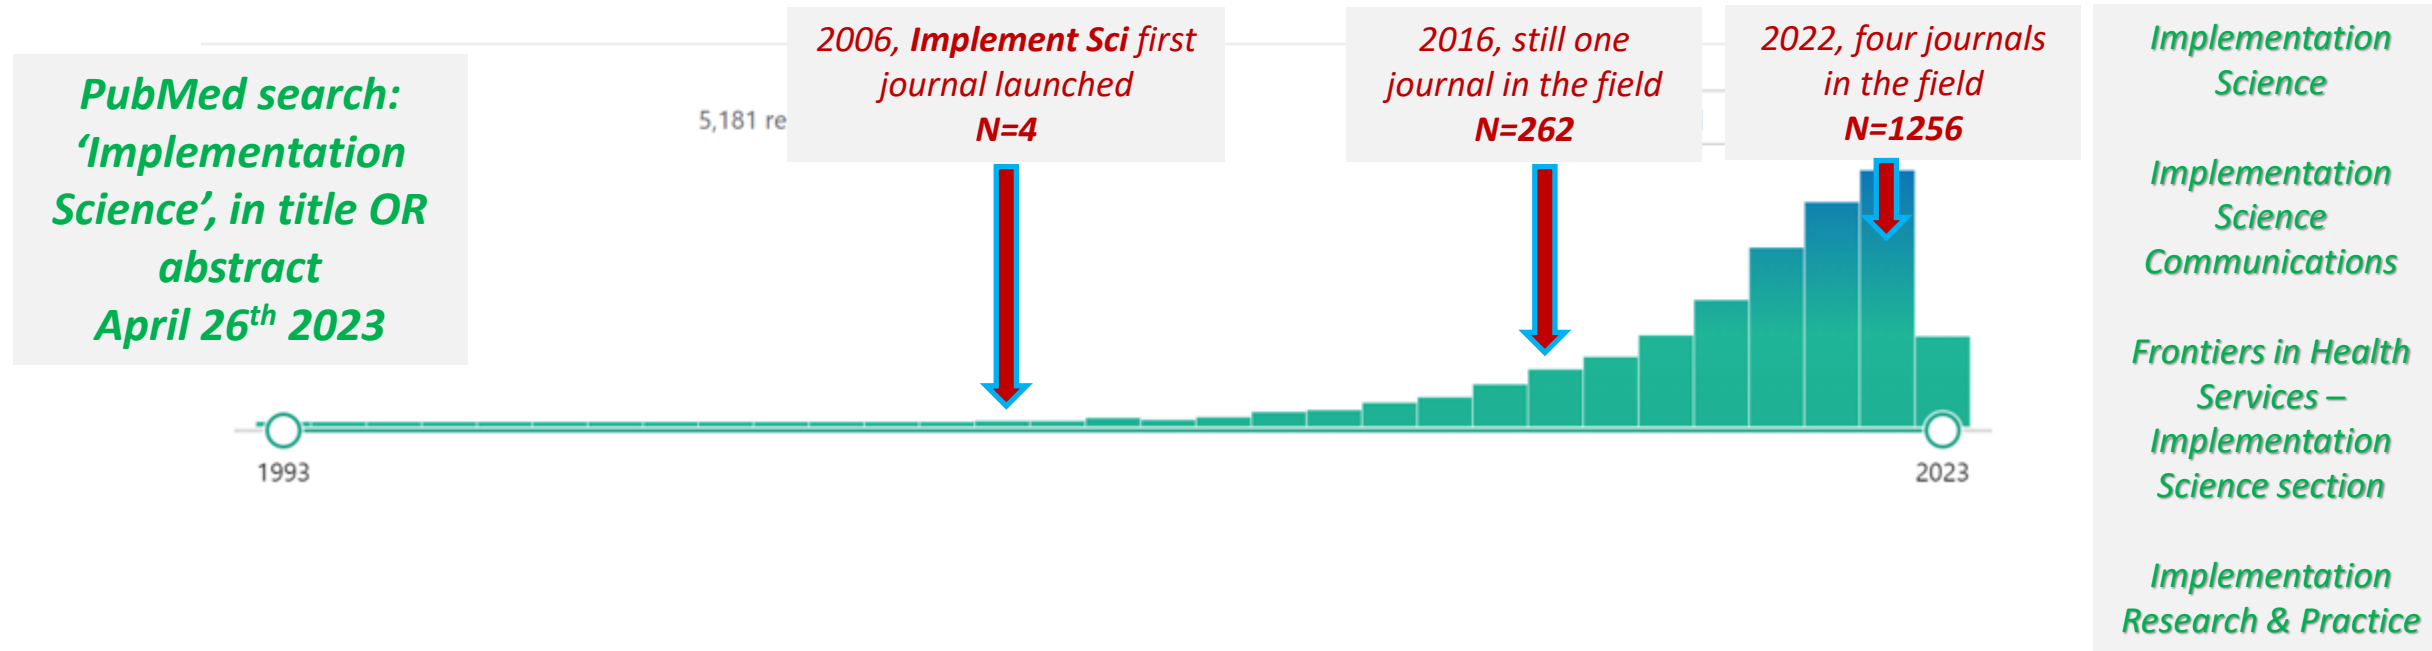 PubMed search:
‘Implementation
Science’, in title OR
abstract
April 26th 2023
5,181 re
2006, Implement Sci first
journal launched
N=4
2016, still one
journal in the field
N=262
2022, four journals
in the field
N=1256
1993
2023
Implementation
Science
Implementation
Science
Communications
Frontiers in Health
Services –
Implementation
Science section
Implementation
Research & Practice